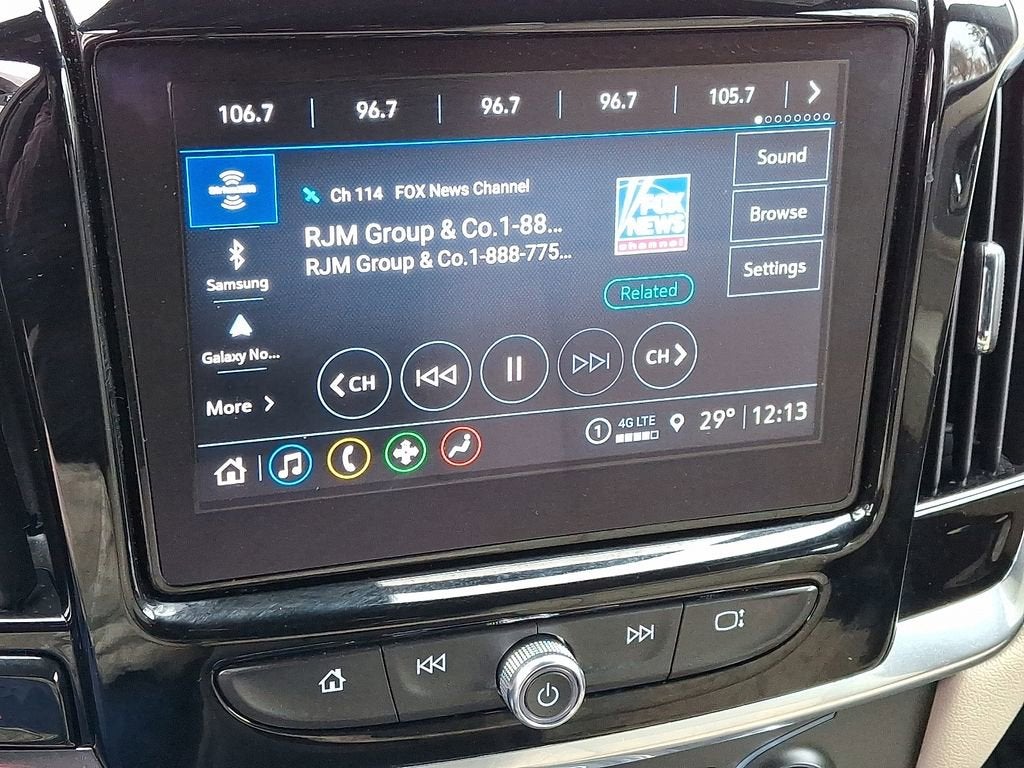 106.7
96.7
96.7
96.7
105.7
Ch 114 FOX News Channel
RJM Group & Co.1-88...
RJM Group & Co.1-888-775...
FOX
NEWS
channel
Related
Sound
Browse
Settings
Samsung
Galaxy No...
More
CH
CH
1
4G LTE
29°
12:13